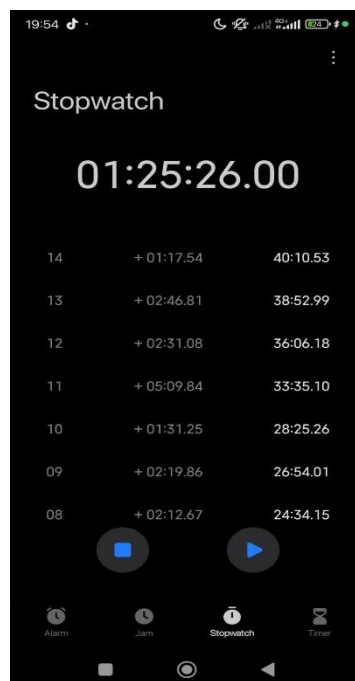 19:54
4G 24
Stopwatch
01:25:26.00
14 + 01:17.54 40:10.53
13 + 02:46.81 38:52.99
12 + 02:31.08 36:06.18
11 + 05:09.84 33:35.10
10 + 01:31.25 28:25.26
09 + 02:19.86 26:54.01
08 + 02:12.67 24:34.15
Alarm Jam Stopwatch Timer